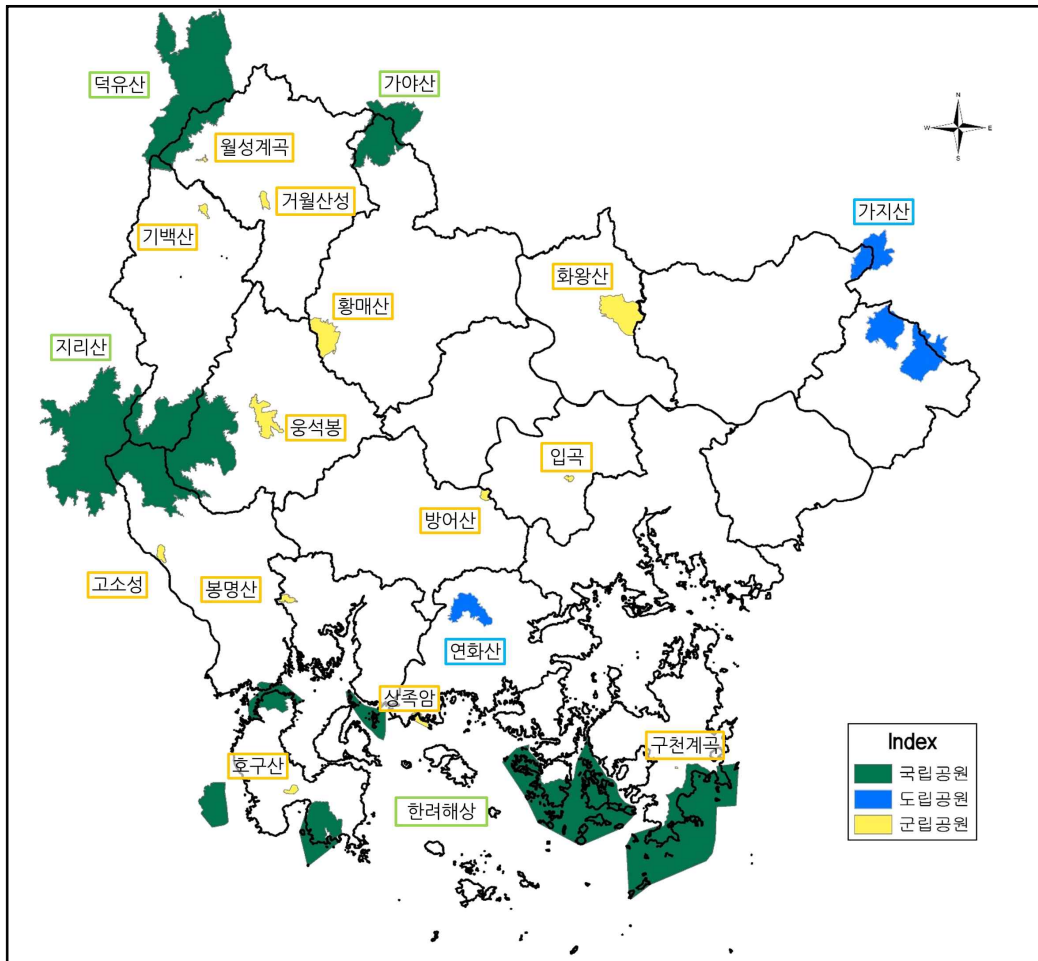 덕유산
가야산
N
W
E
S
월성계곡
거월산성
가지산
기백산
화왕산
황매산
지리산
웅석봉
입곡
방어산
고소성
봉명산
연화산
상족암
구천계곡
호구산
한려해상
Index
국립공원
도립공원
군립공원